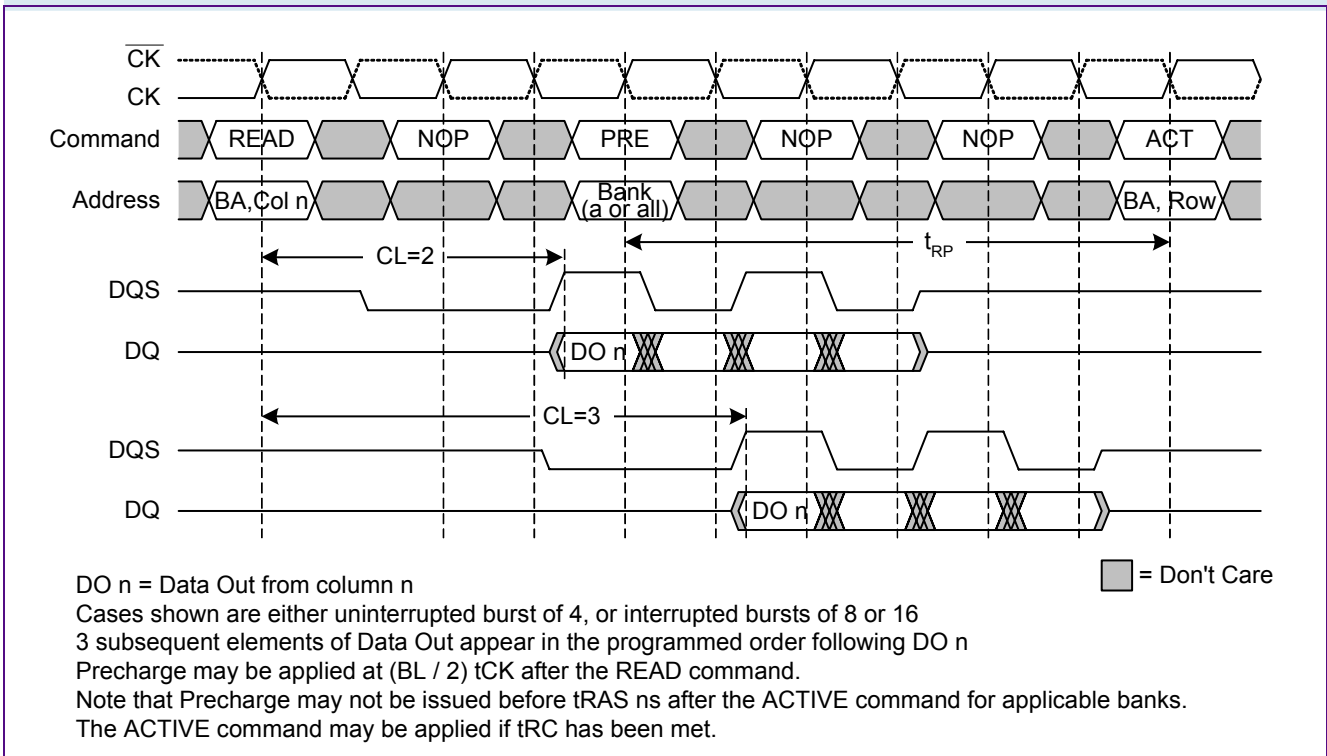 CK
CK
Command READ NOP PRE NOP NOP ACT
Address BA,Col n Bank (a or all) BA, Row
CL=2 tRP
DQS
DQ DO n
CL=3
DQS
DQ DO n
DO n = Data Out from column n = Don't Care
Cases shown are either uninterrupted burst of 4, or interrupted bursts of 8 or 16
3 subsequent elements of Data Out appear in the programmed order following DO n
Precharge may be applied at (BL / 2) tCK after the READ command.
Note that Precharge may not be issued before tRAS ns after the ACTIVE command for applicable banks.
The ACTIVE command may be applied if tRC has been met.